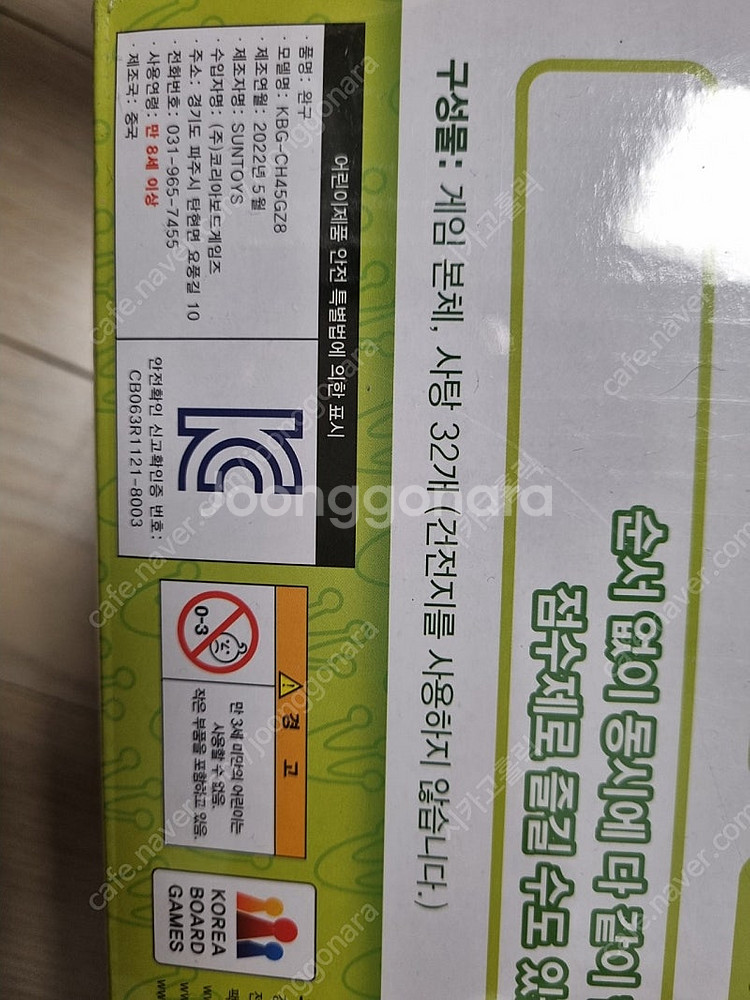 순서 없이 동시에 다 같이
점수제로 즐길 수도 있
구성물: 게임 본체, 사탕 32개 (건전지를 사용하지 않습니다.)
어린이제품 안전 특별법에 의한 표시
· 품명: 완구
· 모델명: KBG-CH45GZ8
· 제조연월: 2022년 5월
· 제조자명: SUNTOYS
· 수입자명: (주)코리아보드게임즈
· 주소: 경기도 파주시 탄현면 요풍길 10
· 전화번호: 031-965-7455
· 사용연령: 만 8세 이상
· 제조국: 중국
안전확인 신고확인증 번호:
CB063R1121-8003
경 고
0-3
만 3세 미만의 어린이는
사용할 수 없음.
작은 부품을 포함하고 있음.
KOREA
BOARD
GAMES
joonggonara
cafe.naver.com/joonggonara